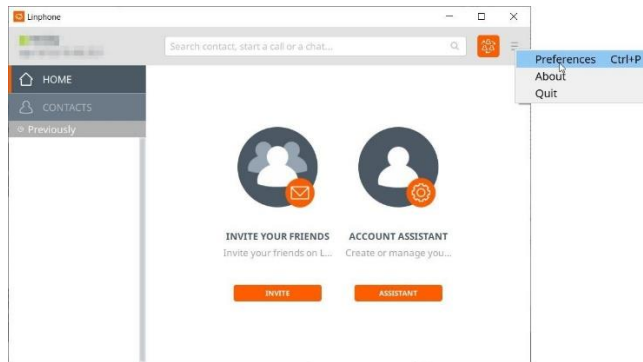 Linphone
Search contact, start a call or a chat...
Preferences Ctrl+P
About
Quit
HOME
CONTACTS
Previously
INVITE YOUR FRIENDS
Invite your friends on L...
INVITE
ACCOUNT ASSISTANT
Create or manage you...
ASSISTANT